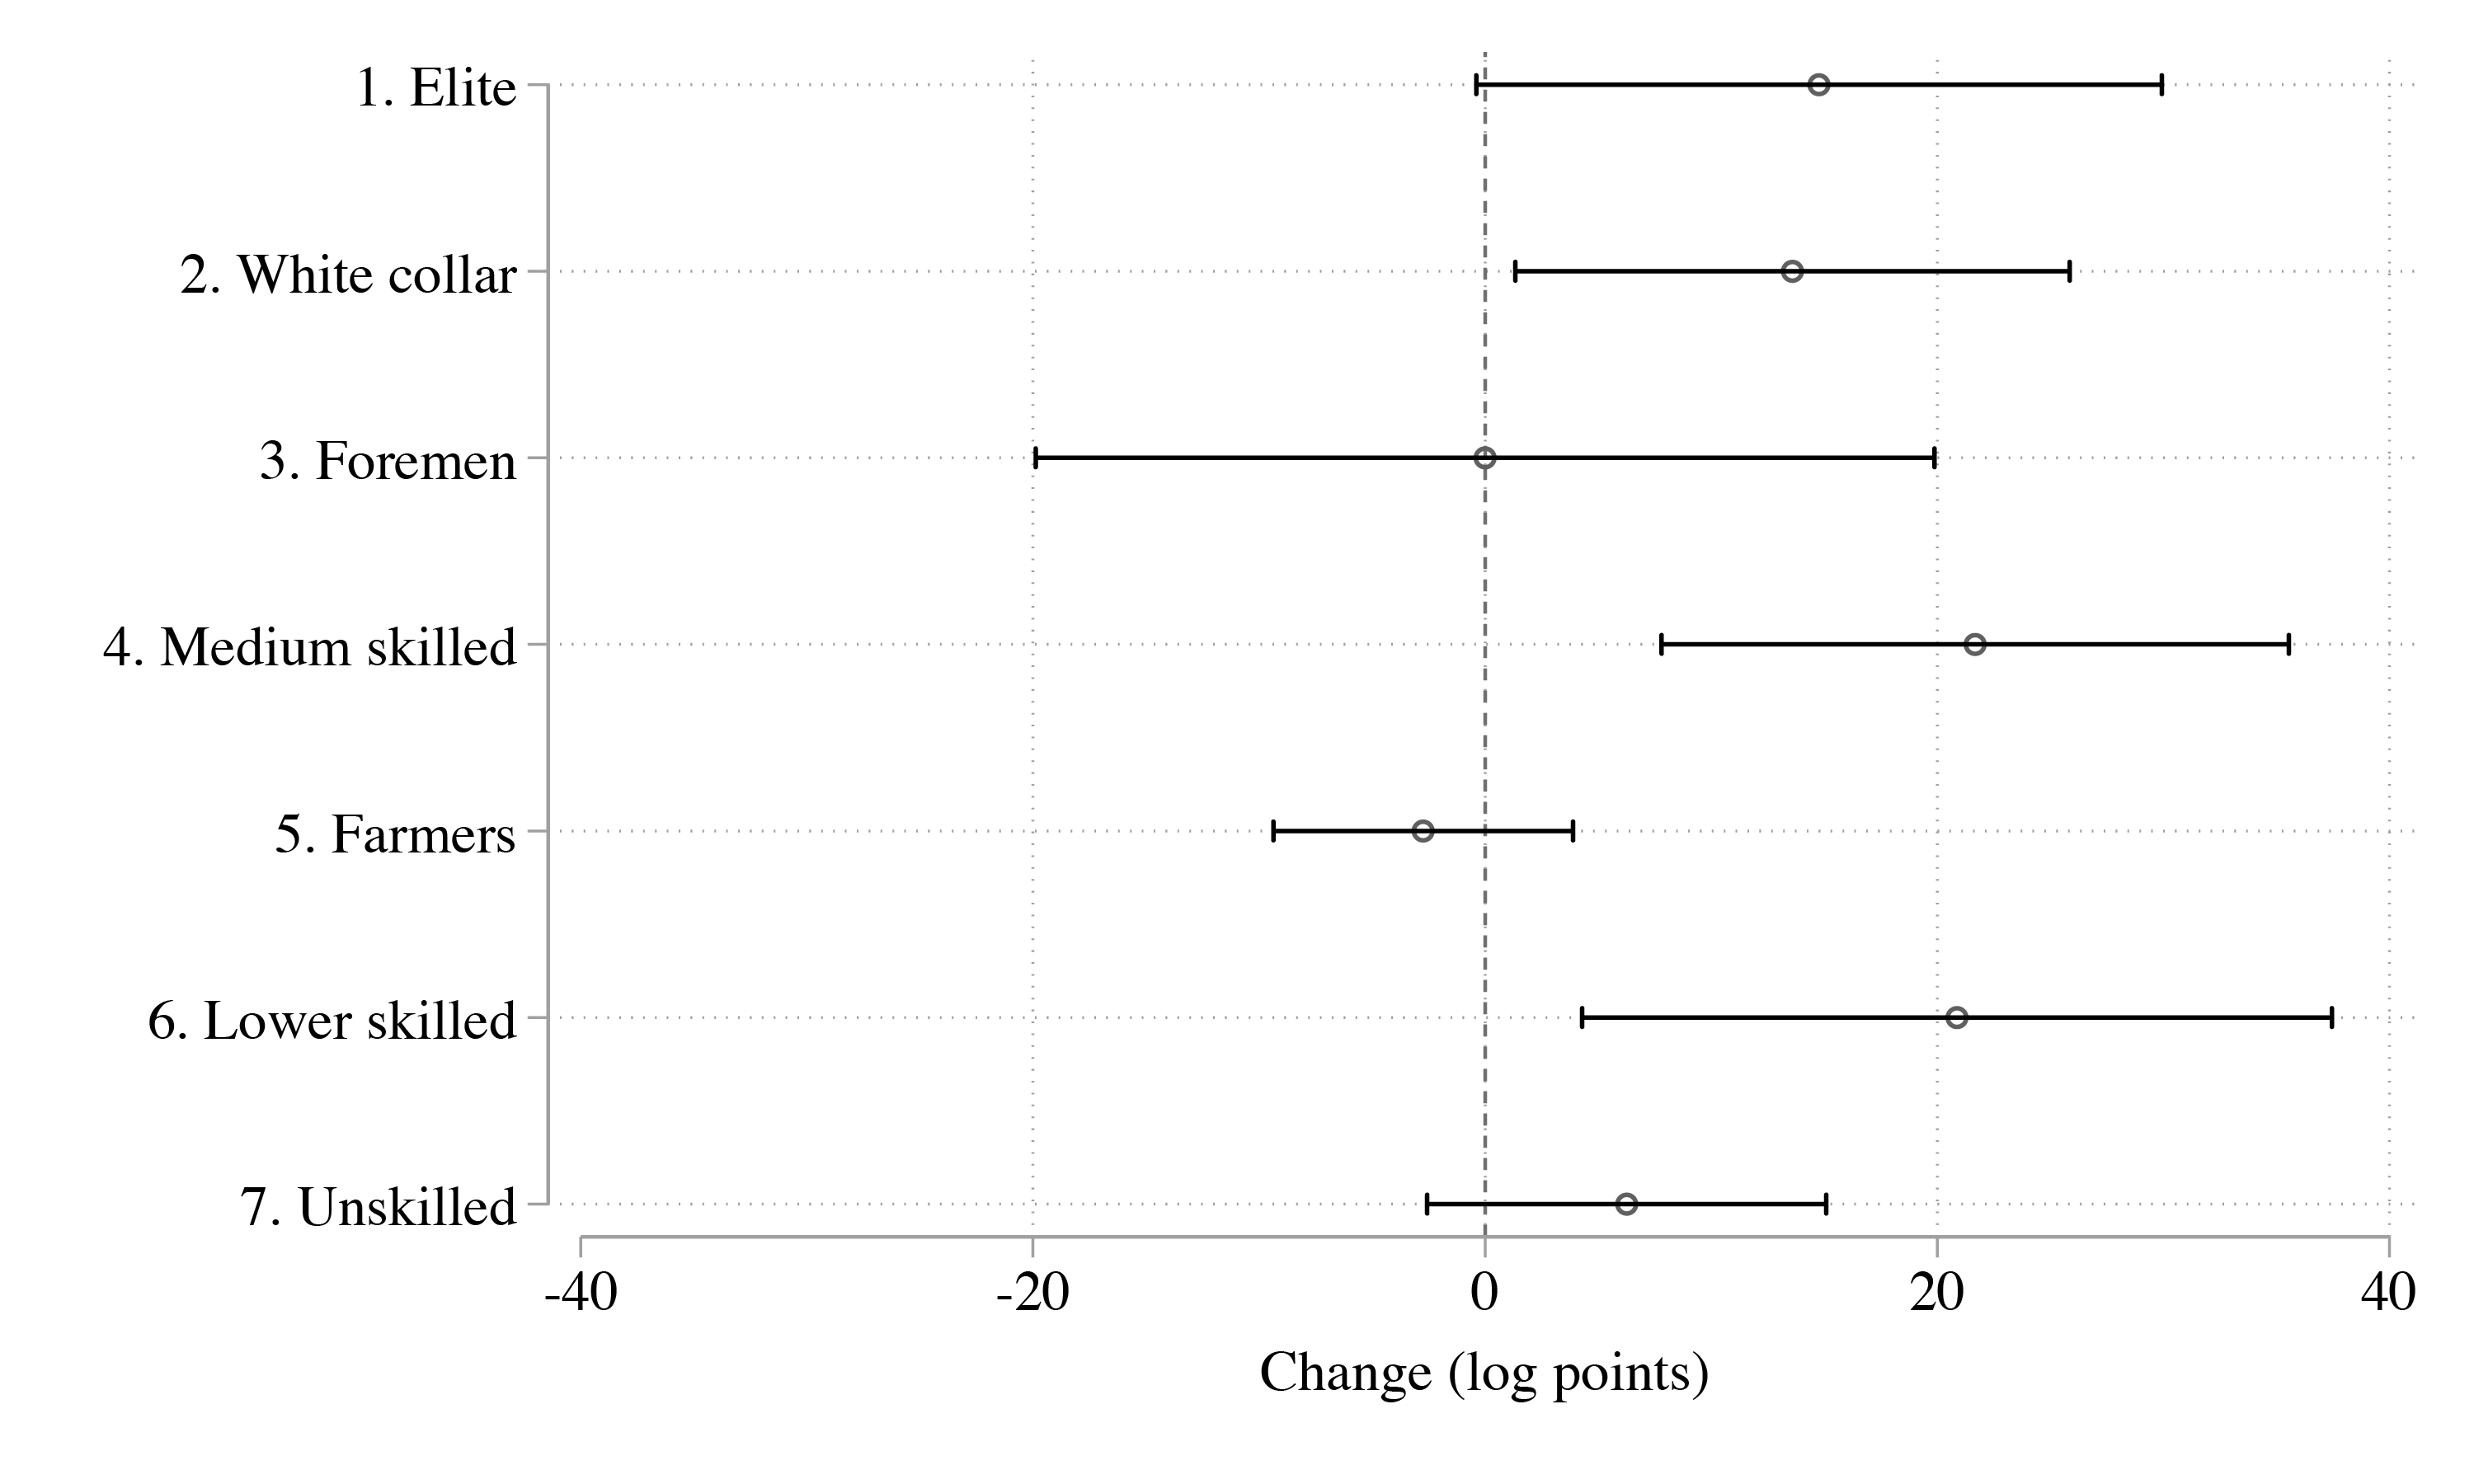 1. Elite
2. White collar
3. Foremen
4. Medium skilled
5. Farmers
6. Lower skilled
7. Unskilled
-40 -20 0 20 40
Change (log points)